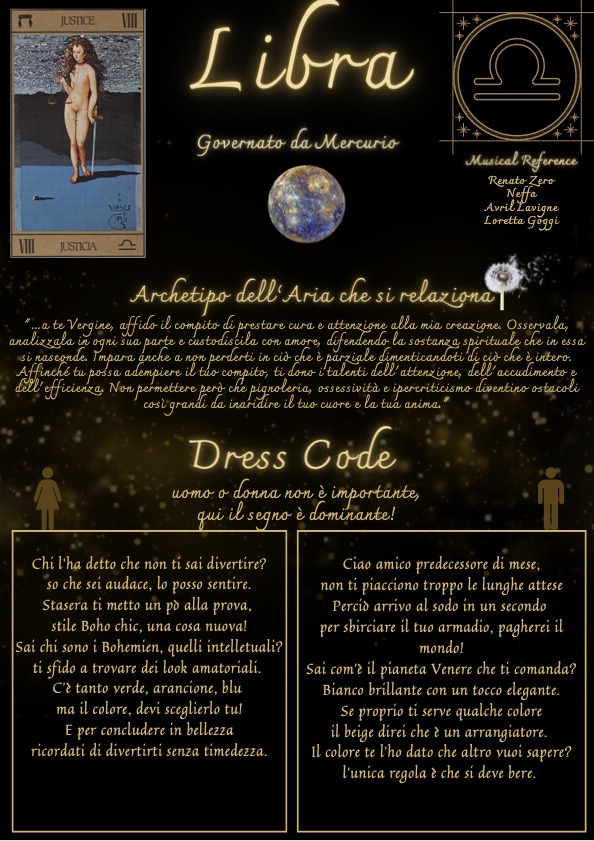 JUSTICE VIII
VIII JUSTICIA
Libra
Governato da Mercurio
Musical Reference
Renato Zero
Neffa
Avril Lavigne
Loretta Goggi
Archetipo dell'Aria che si relaziona
"...a te Vergine, affido il compito di prestare cura e attenzione alla mia creazione. Osservala,
analizzala in ogni sua parte e custodiscila con amore, difendendo la sostanza spirituale che in essa
si nasconde. Impara anche a non perderti in ciò che è parziale dimenticandoti di ciò che è intero.
Affinché tu possa adempiere il tuo compito, ti dono i talenti dell'attenzione, dell'accudimento e
dell'efficienza. Non permettere però che pignoleria, ossessività e ipercriticismo diventino ostacoli
così grandi da inaridire il tuo cuore e la tua anima."
Dress Code
uomo o donna non è importante,
qui il segno è dominante!
Chi l'ha detto che non ti sai divertire?
so che sei audace, lo posso sentire.
Stasera ti metto un pò alla prova,
stile Boho chic, una cosa nuova!
Sai chi sono i Bohemien, quelli intelletuali?
ti sfido a trovare dei look amatoriali.
C'è tanto verde, arancione, blu
ma il colore, devi sceglierlo tu!
E per concludere in bellezza
ricordati di divertirti senza timedezza.
Ciao amico predecessore di mese,
non ti piacciono troppo le lunghe attese
Perciò arrivo al sodo in un secondo
per sbirciare il tuo armadio, pagherei il
mondo!
Sai com'è il pianeta Venere che ti comanda?
Bianco brillante con un tocco elegante.
Se proprio ti serve qualche colore
il beige direi che è un arrangiatore.
Il colore te l'ho dato che altro vuoi sapere?
l'unica regola è che si deve bere.